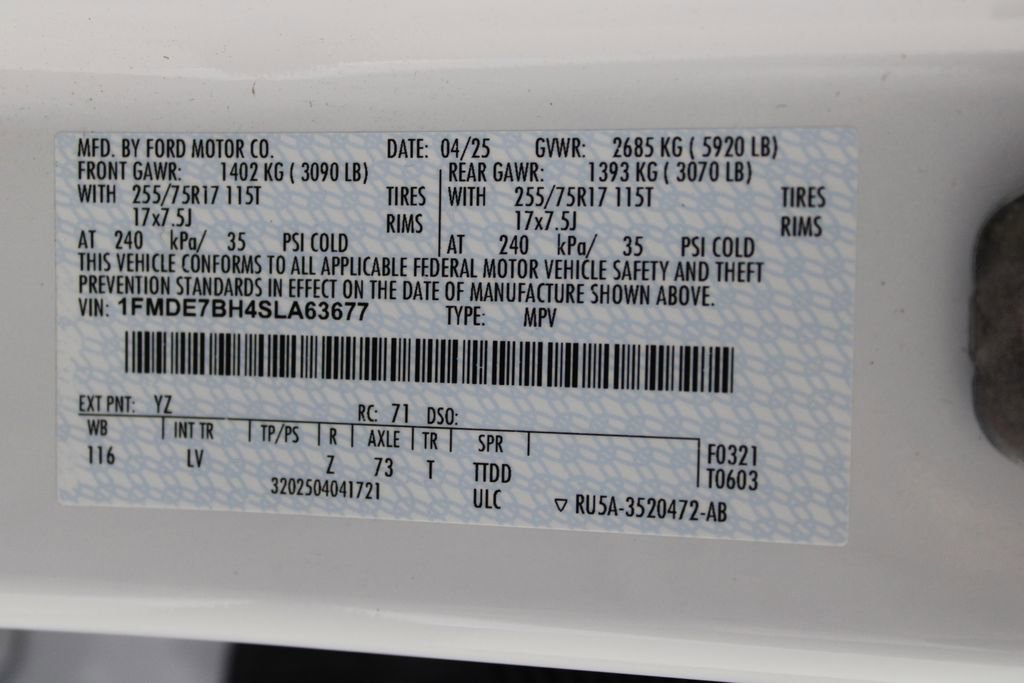 MFD. BY FORD MOTOR CO. DATE: 04/25 GVWR: 2685 KG ( 5920 LB)
FRONT GAWR: 1402 KG ( 3090 LB) REAR GAWR: 1393 KG ( 3070 LB)
WITH 255/75R17 115T TIRES WITH 255/75R17 115T TIRES
17x7.5J RIMS 17x7.5J RIMS
AT 240 kPa/ 35 PSI COLD AT 240 kPa/ 35 PSI COLD
THIS VEHICLE CONFORMS TO ALL APPLICABLE FEDERAL MOTOR VEHICLE SAFETY AND THEFT
PREVENTION STANDARDS IN EFFECT ON THE DATE OF MANUFACTURE SHOWN ABOVE.
VIN: 1FMDE7BH4SLA63677 TYPE: MPV
EXT PNT: YZ RC: 71 DSO:
WB INT TR TP/PS R AXLE TR SPR F0321
116 LV Z 73 T TTDD T0603
3202504041721 ULC ▽ RU5A-3520472-AB